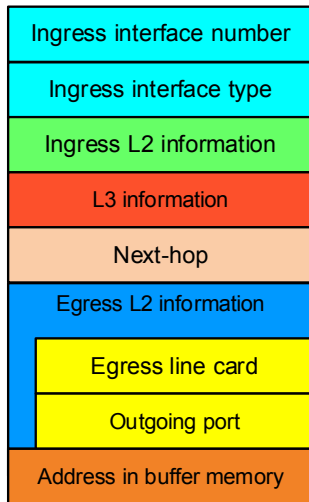 Ingress interface number
Ingress interface type
Ingress L2 information
L3 information
Next-hop
Egress L2 information
Egress line card
Outgoing port
Address in buffer memory